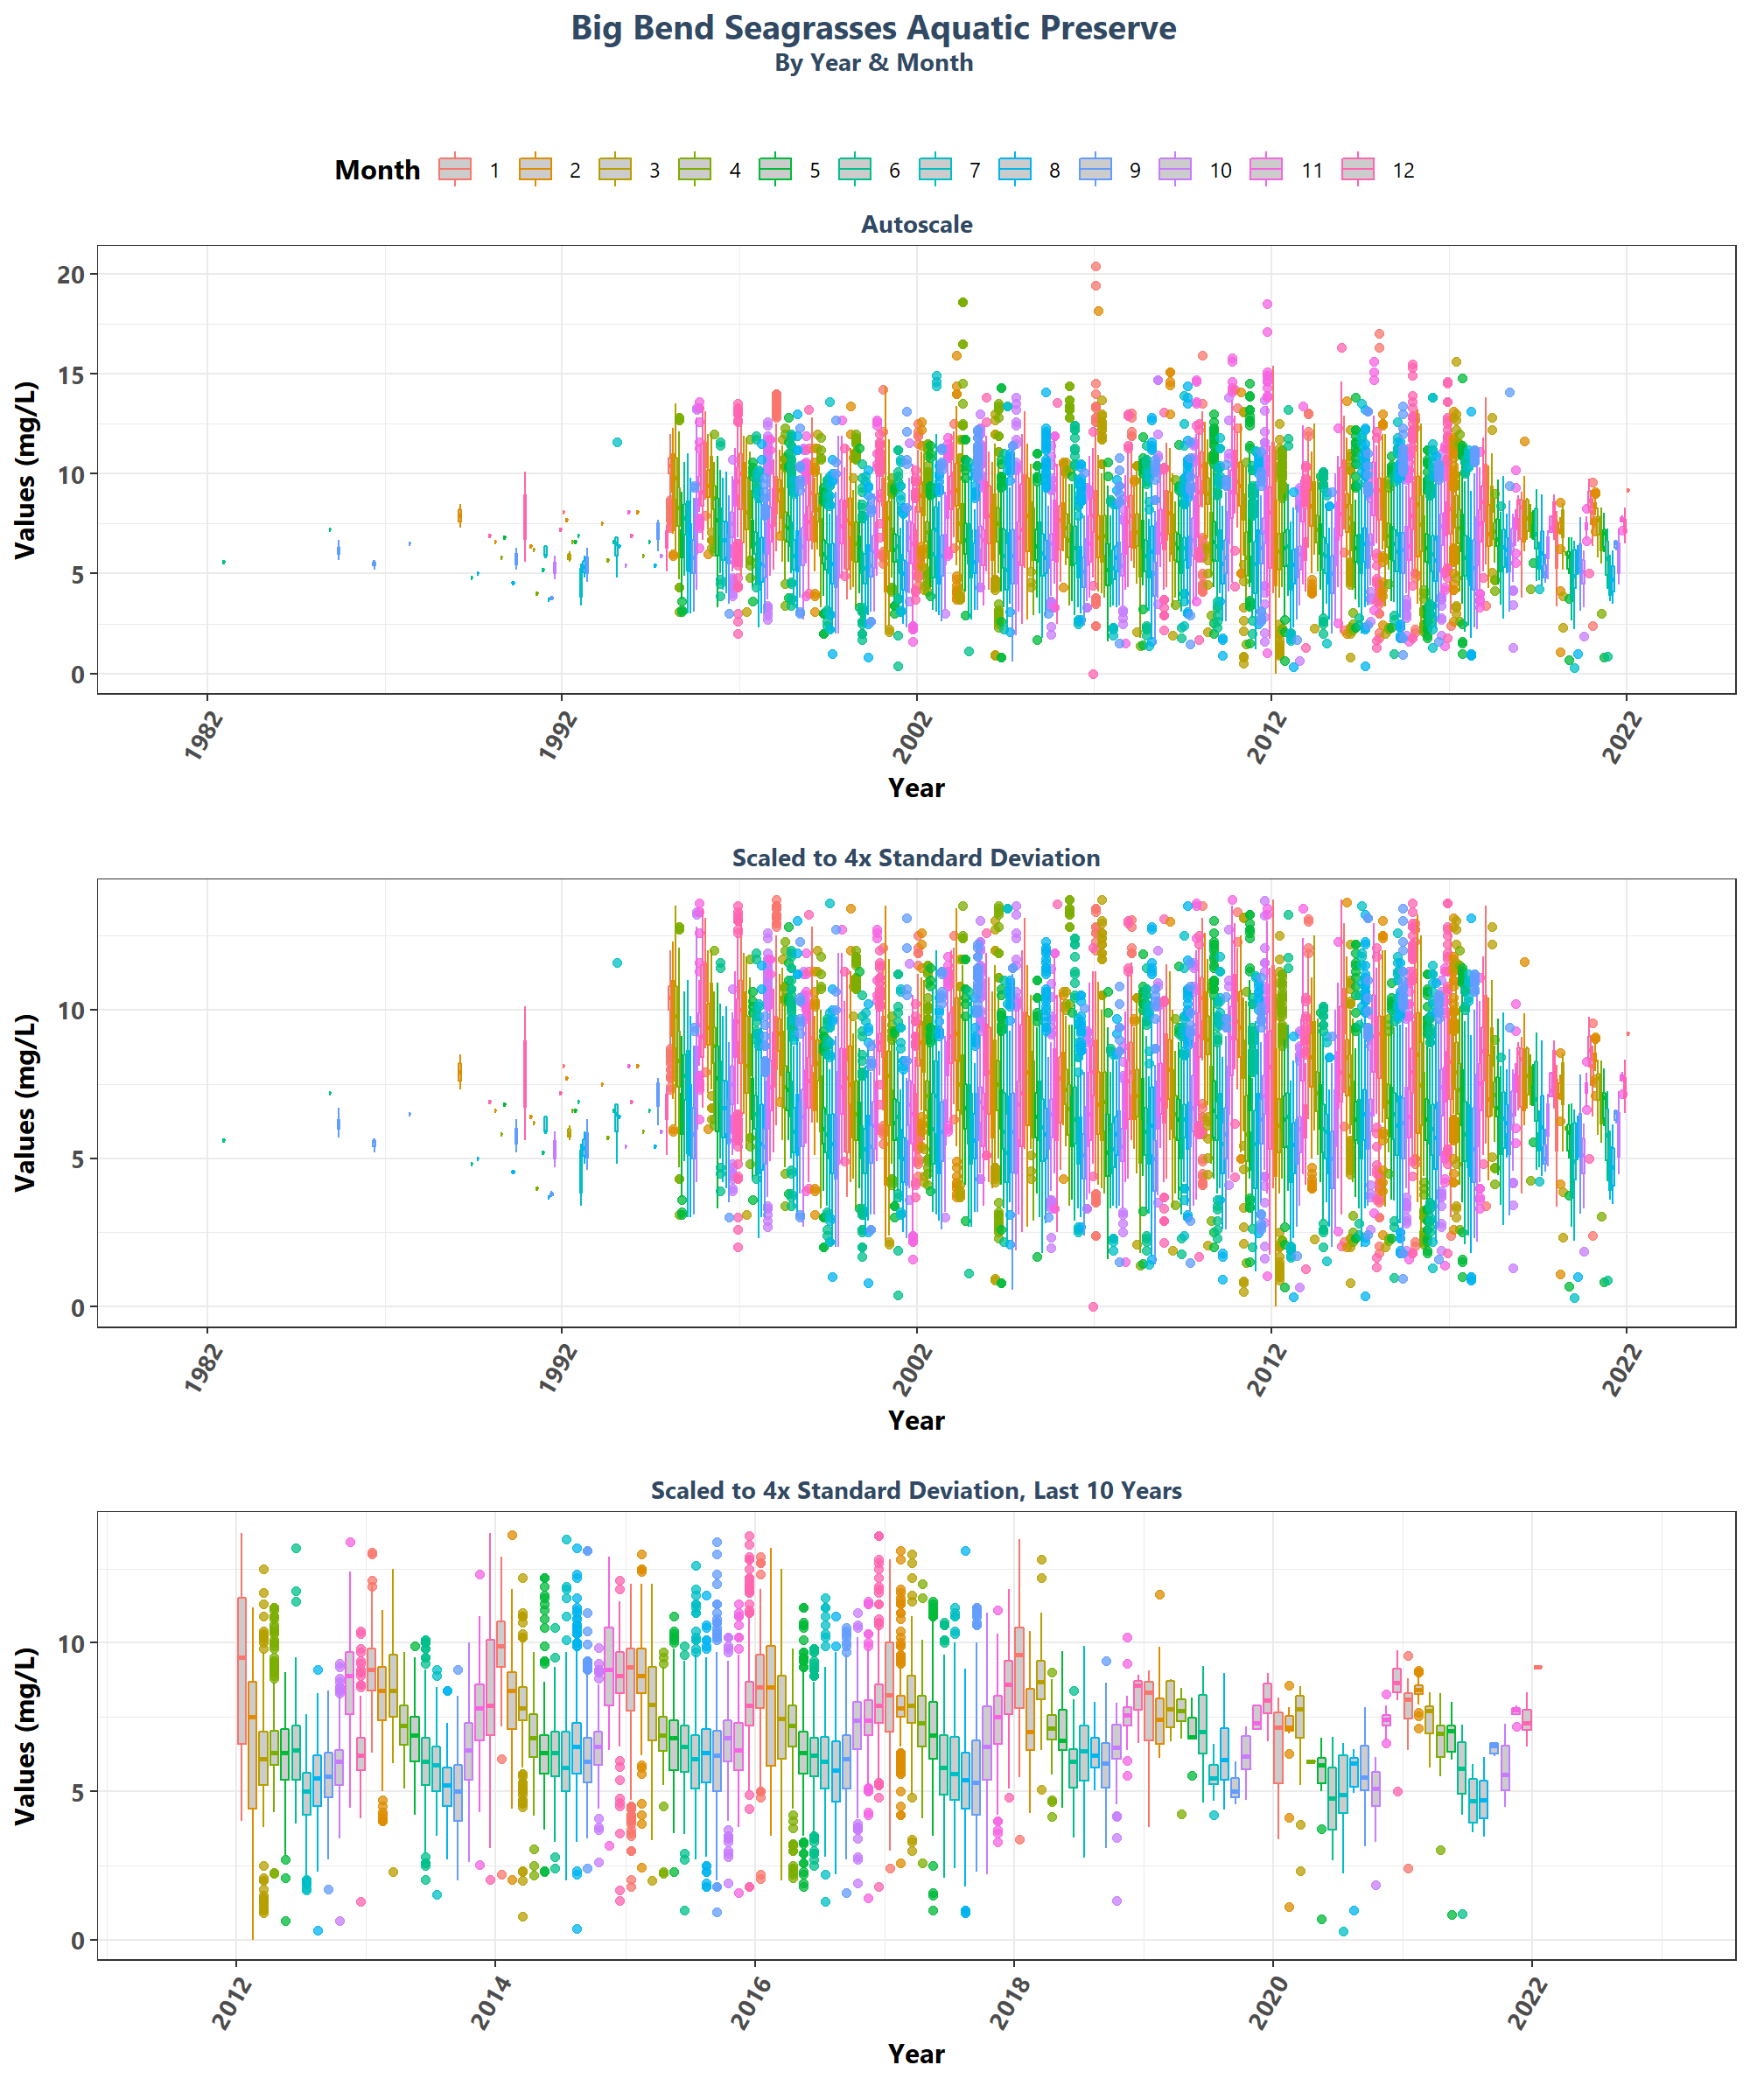 Big Bend Seagrasses Aquatic Preserve
By Year & Month
Month 1 2 3 4 5 6 7 8 9 10 11 12
Autoscale
Values (mg/L)
20
15
10
5
0
1982 1992 2002 2012 2022
Year
Scaled to 4x Standard Deviation
Values (mg/L)
10
5
0
1982 1992 2002 2012 2022
Year
Scaled to 4x Standard Deviation, Last 10 Years
Values (mg/L)
10
5
0
2012 2014 2016 2018 2020 2022
Year